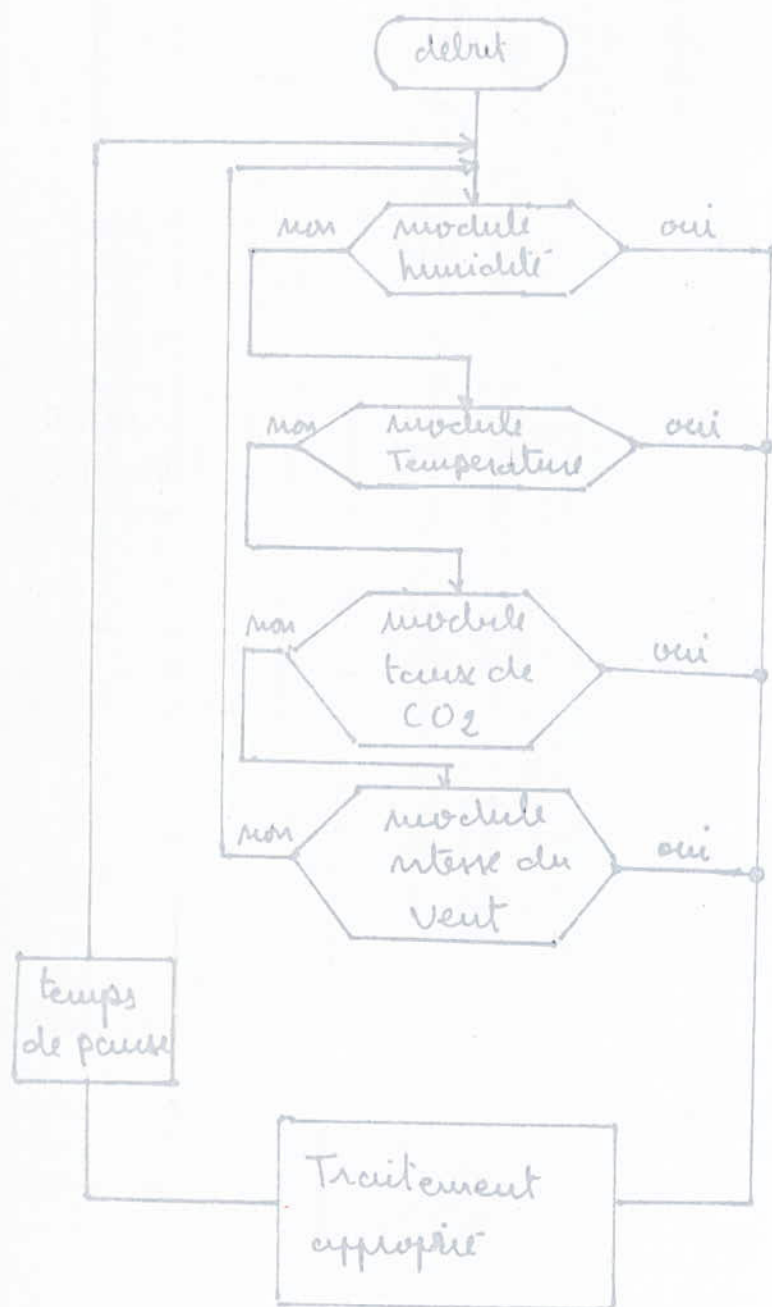 debut
non
module
humidité
oui
non
module
Temperature
oui
non
module
taux de
CO2
oui
non
module
vitesse du
Vent
oui
temps
de pause
Traitement
approprié